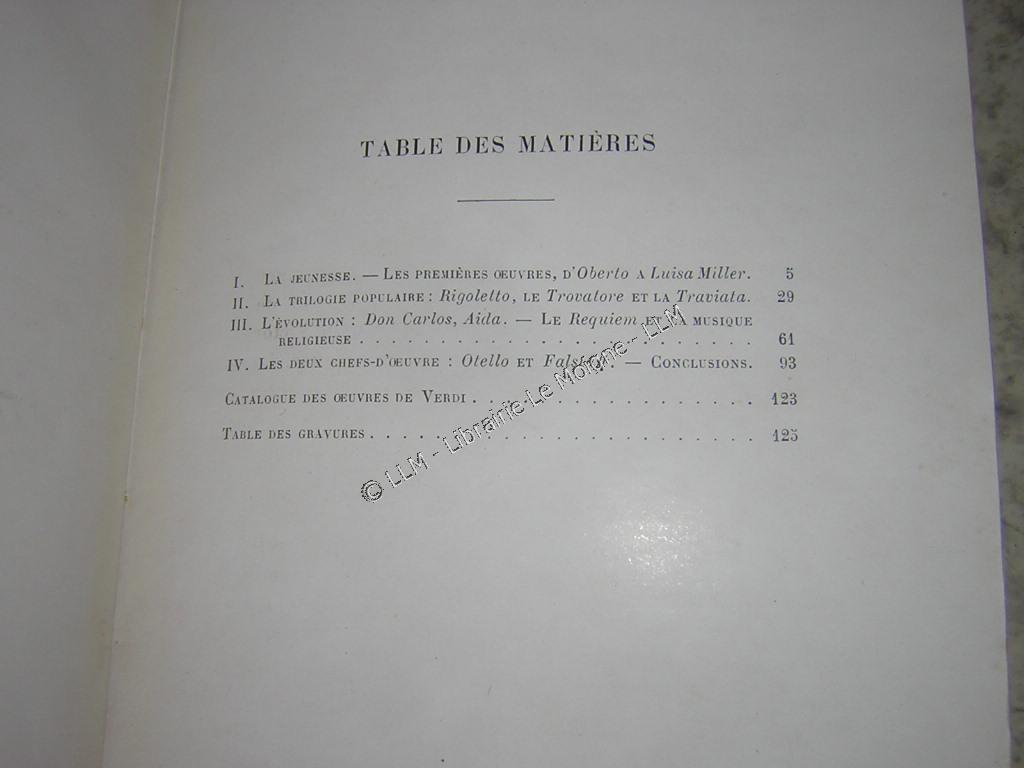 TABLE DES MATIÈRES
I. LA JEUNESSE. — LES PREMIÈRES ŒUVRES, D'Oberto A Luisa Miller. 5
II. LA TRILOGIE POPULAIRE : Rigoletto, LE Trovatore ET LA Traviata. 29
III. L'ÉVOLUTION : Don Carlos, Aida. — LE Requiem ET LA MUSIQUE
RELIGIEUSE . . . . . . . . . . . . . . . . . . . . . . . 61
IV. LES DEUX CHEFS-D'ŒUVRE : Otello ET Falstaff. — CONCLUSIONS. 93
CATALOGUE DES ŒUVRES DE VERDI . . . . . . . . . . . . . . . . 123
TABLE DES GRAVURES . . . . . . . . . . . . . . . . . . . . . . 125
© LLM - Librairie Le Moigne - LLM